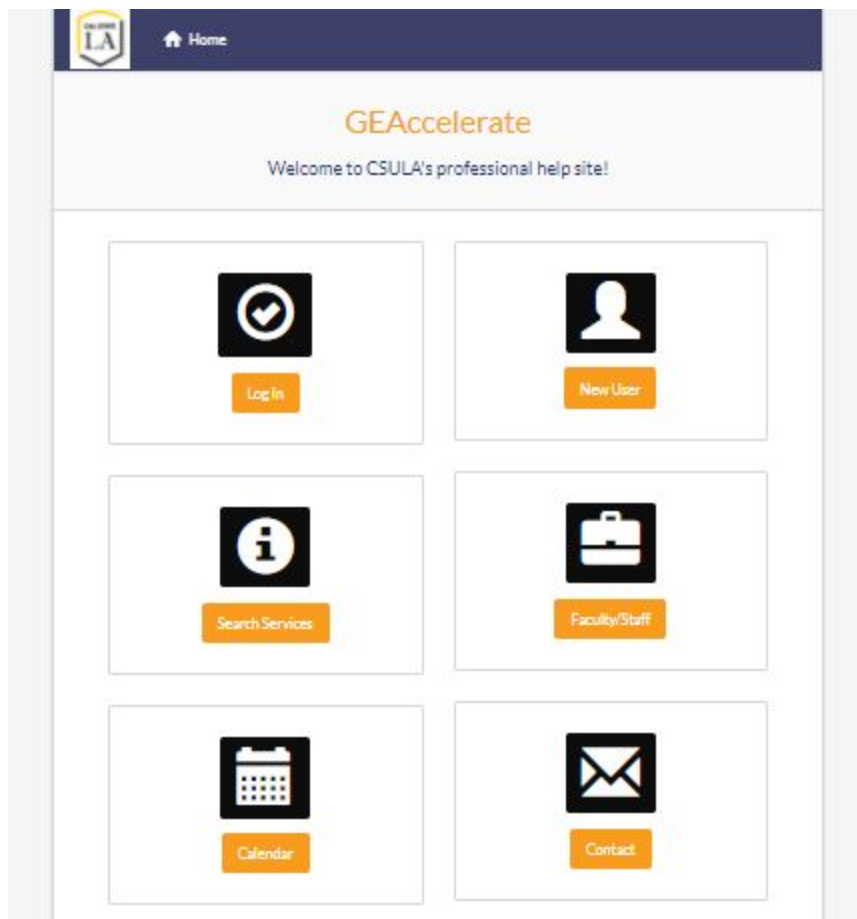 LA
Home
GEAccelerate
Welcome to CSULA's professional help site!
Log In
New User
Search Services
Faculty/Staff
Calendar
Contact